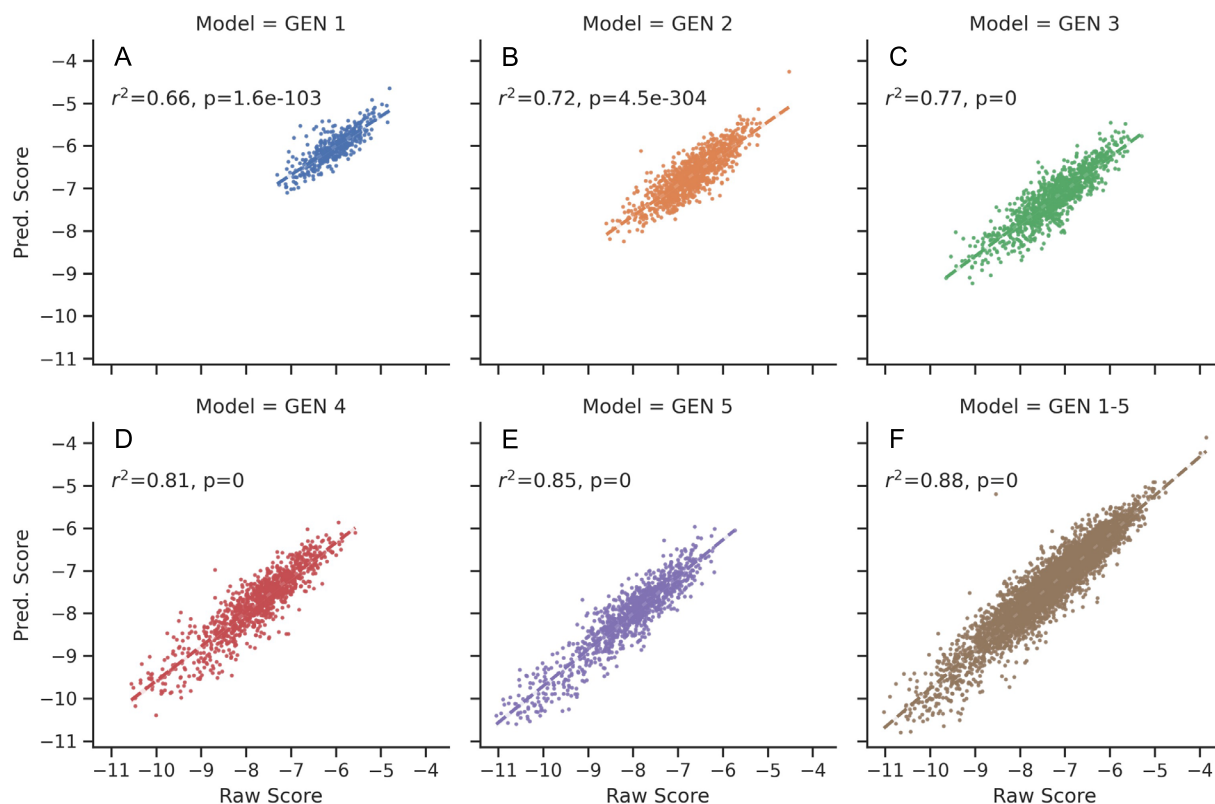 Model = GEN 1
Model = GEN 2
Model = GEN 3
A
B
C
r²=0.66, p=1.6e-103
r²=0.72, p=4.5e-304
r²=0.77, p=0
Pred. Score
−4
−5
−6
−7
−8
−9
−10
−11
Model = GEN 4
Model = GEN 5
Model = GEN 1-5
D
E
F
r²=0.81, p=0
r²=0.85, p=0
r²=0.88, p=0
Pred. Score
−4
−5
−6
−7
−8
−9
−10
−11
−11 −10 −9 −8 −7 −6 −5 −4
−11 −10 −9 −8 −7 −6 −5 −4
−11 −10 −9 −8 −7 −6 −5 −4
Raw Score
Raw Score
Raw Score